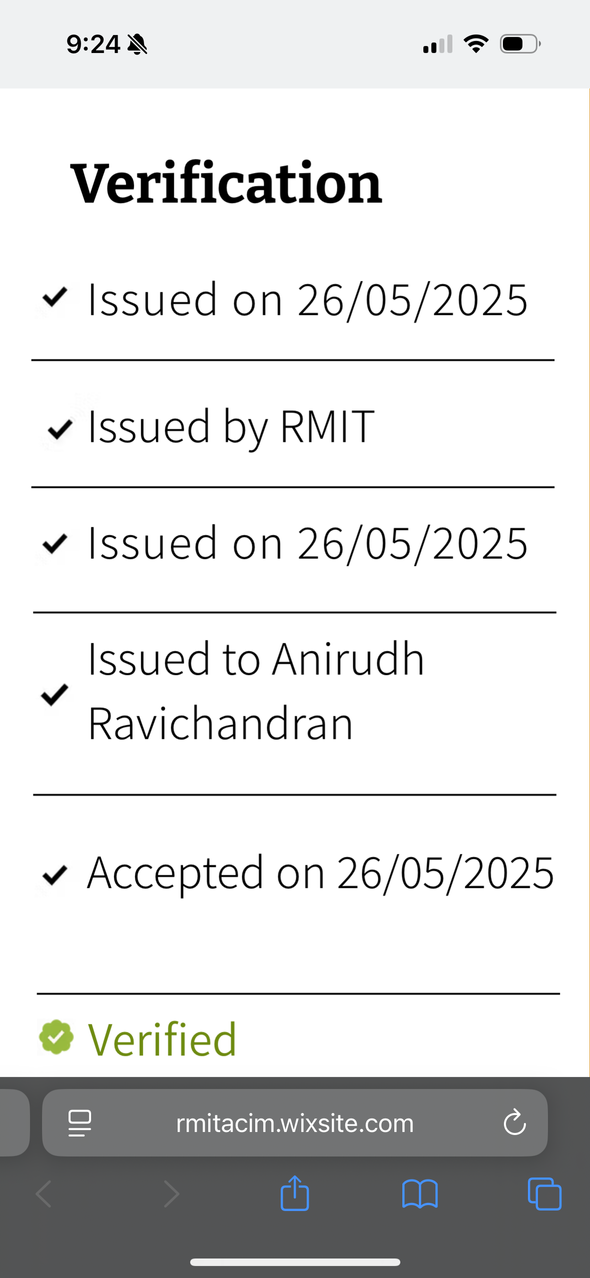 9:24
Verification
Issued on 26/05/2025
Issued by RMIT
Issued on 26/05/2025
Issued to Anirudh
Ravichandran
Accepted on 26/05/2025
Verified
rmitacim.wixsite.com